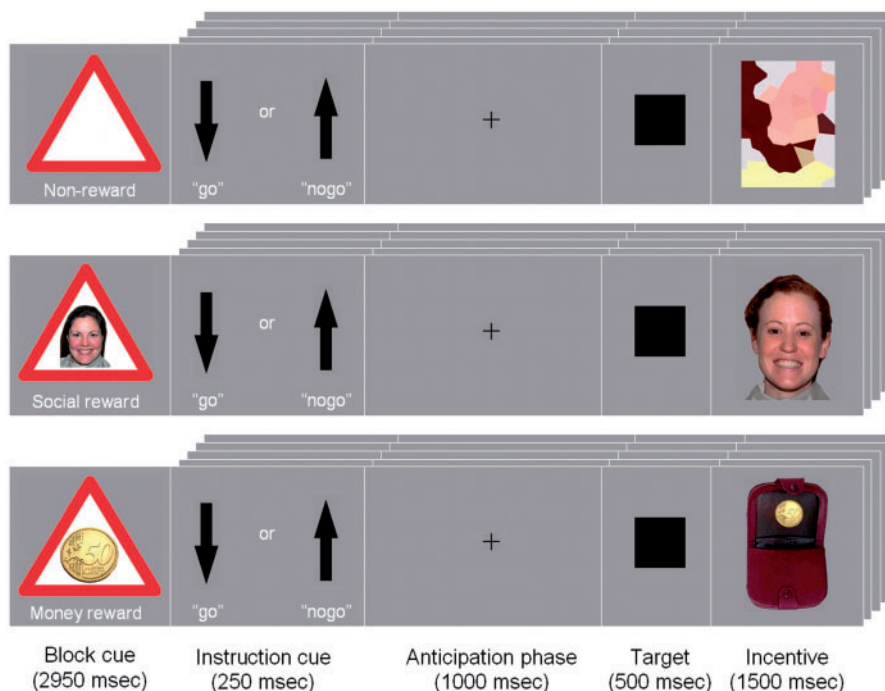 or
"go" "nogo"
Non-reward
or
"go" "nogo"
Social reward
50
or
"go" "nogo"
Money reward
Block cue Instruction cue Anticipation phase Target Incentive
(2950 msec) (250 msec) (1000 msec) (500 msec) (1500 msec)